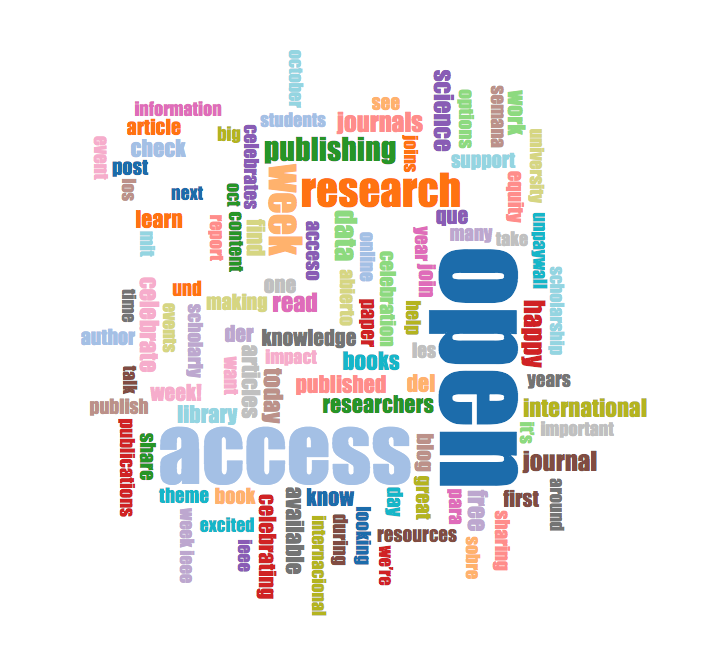 october
science
options
semana
work
see
information
students
journals
article
big
celebrates
publishing
joins
university
event
check
support
post
week
research
equity
los
next
oct
que
learn
report
content
find
acceso
data
online
year
many
take
unpaywall
mit
open
join
celebration
scholarship
time
celebrate
und
one
abierto
events
scholarly
making
read
paper
help
happy
author
der
knowledge
les
want
articles
impact
books
talk
today
published
del
years
weekl
publish
library
researchers
international
it's
important
publications
share
access
blog
journal
theme
book
celebrating
available
know
day
great
para
free
first
around
week ieee
excited
internacional
during
looking
resources
sharing
ieee
we're
sobre